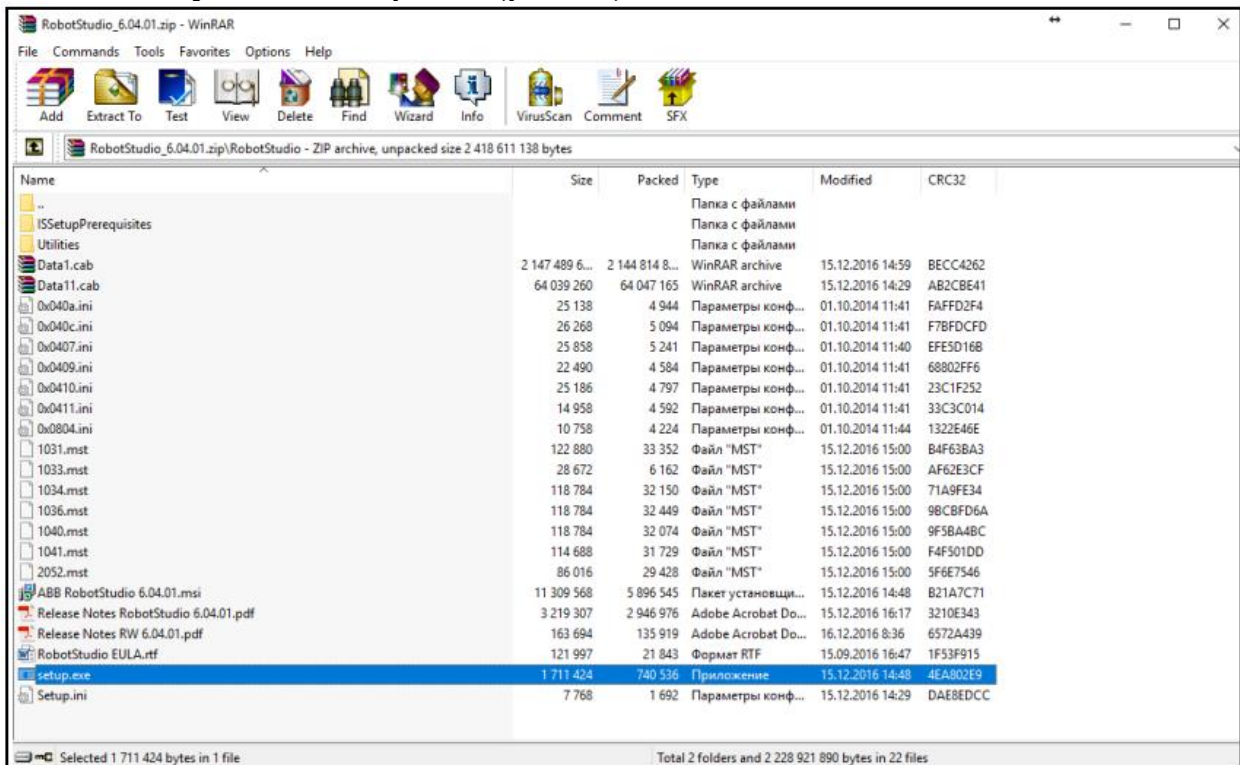 RobotStudio_6.04.01.zip - WinRAR
File Commands Tools Favorites Options Help
Add Extract To Test View Delete Find Wizard Info VirusScan Comment SFX
RobotStudio_6.04.01.zip\RobotStudio - ZIP archive, unpacked size 2 418 611 138 bytes
Name Size Packed Type Modified CRC32
.. Папка с файлами
ISSetupPrerequisites Папка с файлами
Utilities Папка с файлами
Data1.cab 2 147 489 6... 2 144 814 8... WinRAR archive 15.12.2016 14:59 BECC4262
Data11.cab 64 039 260 64 047 165 WinRAR archive 15.12.2016 14:29 AB2CBE41
0x040a.ini 25 138 4 944 Параметры конф... 01.10.2014 11:41 FAFFD2F4
0x040c.ini 26 268 5 094 Параметры конф... 01.10.2014 11:41 F7BFDCFD
0x0407.ini 25 858 5 241 Параметры конф... 01.10.2014 11:40 EFE5D16B
0x0409.ini 22 490 4 584 Параметры конф... 01.10.2014 11:41 68802FF6
0x0410.ini 25 186 4 797 Параметры конф... 01.10.2014 11:41 23C1F252
0x0411.ini 14 958 4 592 Параметры конф... 01.10.2014 11:41 33C3C014
0x0804.ini 10 758 4 224 Параметры конф... 01.10.2014 11:44 1322E46E
1031.mst 122 880 33 352 Файл "MST" 15.12.2016 15:00 B4F63BA3
1033.mst 28 672 6 162 Файл "MST" 15.12.2016 15:00 AF62E3CF
1034.mst 118 784 32 150 Файл "MST" 15.12.2016 15:00 71A9FE34
1036.mst 118 784 32 449 Файл "MST" 15.12.2016 15:00 9BCBFD6A
1040.mst 118 784 32 074 Файл "MST" 15.12.2016 15:00 9F5BA4BC
1041.mst 114 688 31 729 Файл "MST" 15.12.2016 15:00 F4F501DD
2052.mst 86 016 29 428 Файл "MST" 15.12.2016 15:00 5F6E7546
ABB RobotStudio 6.04.01.msi 11 309 568 5 896 545 Пакет установщи... 15.12.2016 14:48 B21A7C71
Release Notes RobotStudio 6.04.01.pdf 3 219 307 2 946 976 Adobe Acrobat Do... 15.12.2016 16:17 3210E343
Release Notes RW 6.04.01.pdf 163 694 135 919 Adobe Acrobat Do... 16.12.2016 8:36 6572A439
RobotStudio EULA.rtf 121 997 21 843 Формат RTF 15.09.2016 16:47 1F53F915
setup.exe 1 711 424 740 536 Приложение 15.12.2016 14:48 4EA802E9
Setup.ini 7 768 1 692 Параметры конф... 15.12.2016 14:29 DAE8EDCC
Selected 1 711 424 bytes in 1 file Total 2 folders and 2 228 921 890 bytes in 22 files